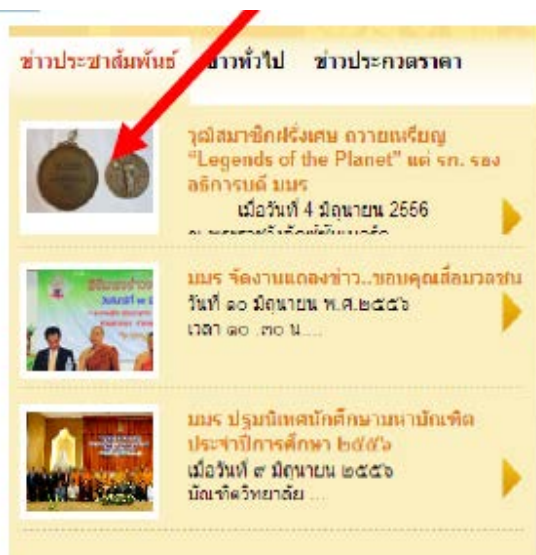 ข่าวประชาสัมพันธ์ ข่าวทั่วไป ข่าวประกวดราคา
วุฒิสมาชิกฝรั่งเศษ ถวายเหรียญ
“Legends of the Planet” แด่ รก. รอง
อธิการบดี มมร
เมื่อวันที่ 4 มิถุนายน 2556
มมร จัดงานแถลงข่าว..ขอบคุณสื่อมวลชน
วันที่ ๑๐ มิถุนายน พ.ศ.๒๕๕๖
เวลา ๑๐ .๓๐ น....
มมร ปฐมนิเทศนักศึกษามหาบัณฑิต
ประจำปีการศึกษา ๒๕๕๖
เมื่อวันที่ ๙ มิถุนายน ๒๕๕๖
บัณฑิตวิทยาลัย ...